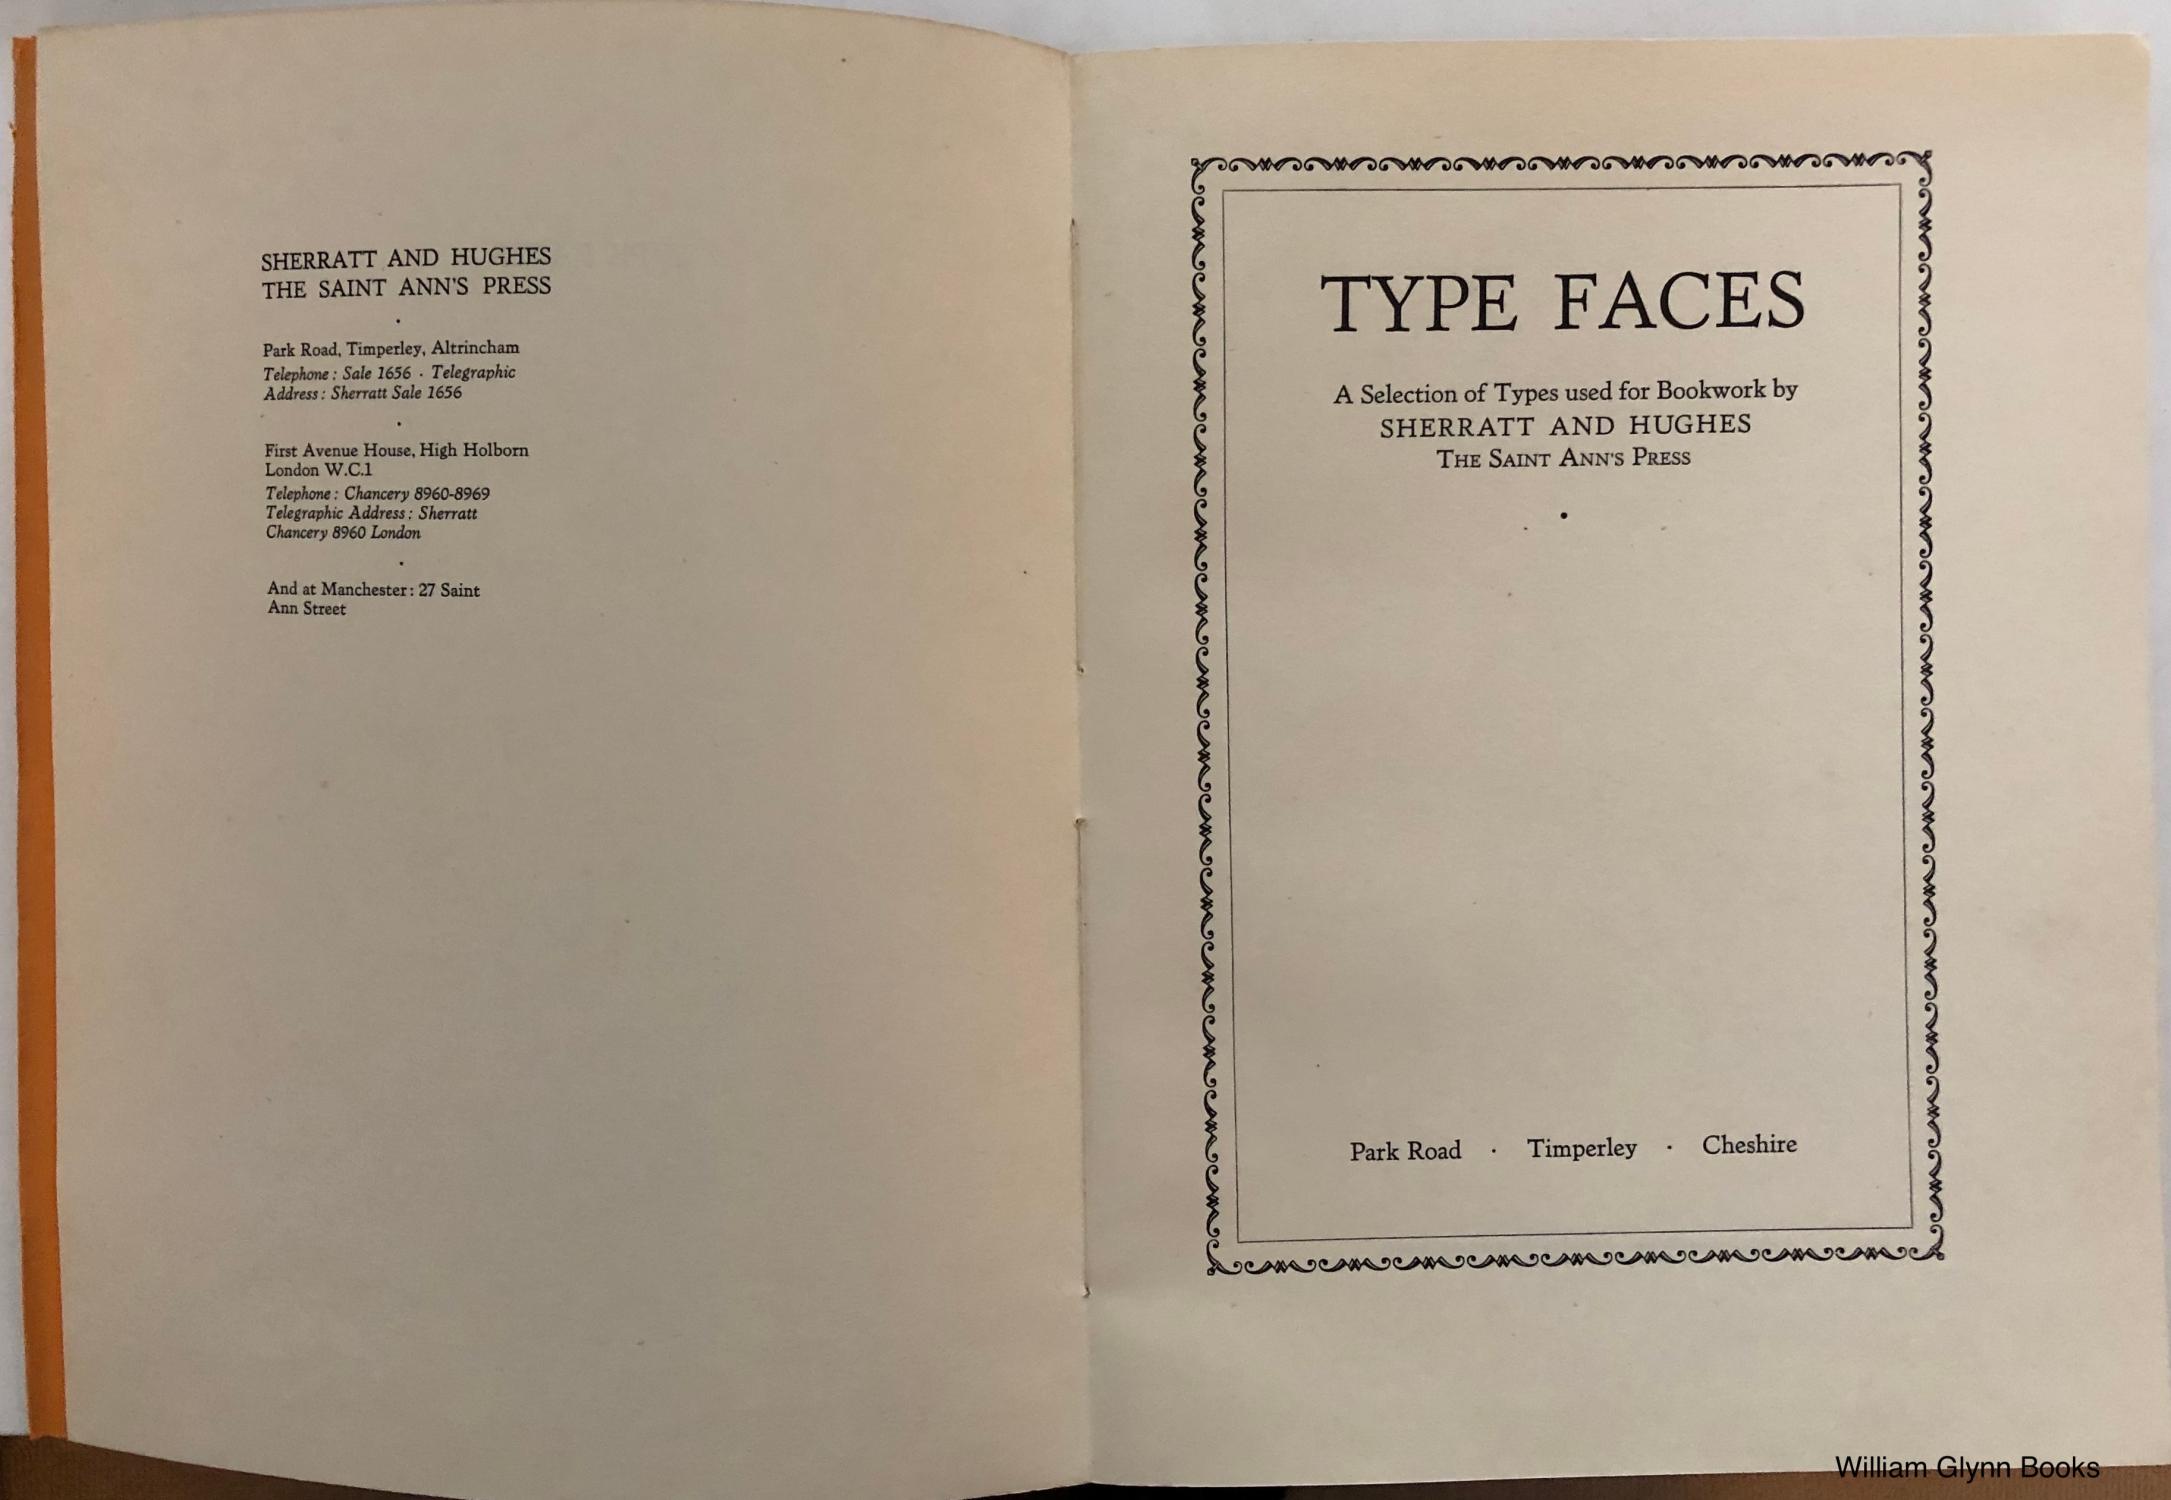 SHERRATT AND HUGHES
THE SAINT ANN'S PRESS
Park Road, Timperley, Altrincham
Telephone : Sale 1656 · Telegraphic
Address : Sherratt Sale 1656
First Avenue House, High Holborn
London W.C.1
Telephone : Chancery 8960-8969
Telegraphic Address : Sherratt
Chancery 8960 London
And at Manchester : 27 Saint
Ann Street
TYPE FACES
A Selection of Types used for Bookwork by
SHERRATT AND HUGHES
THE SAINT ANN'S PRESS
Park Road · Timperley · Cheshire
William Glynn Books